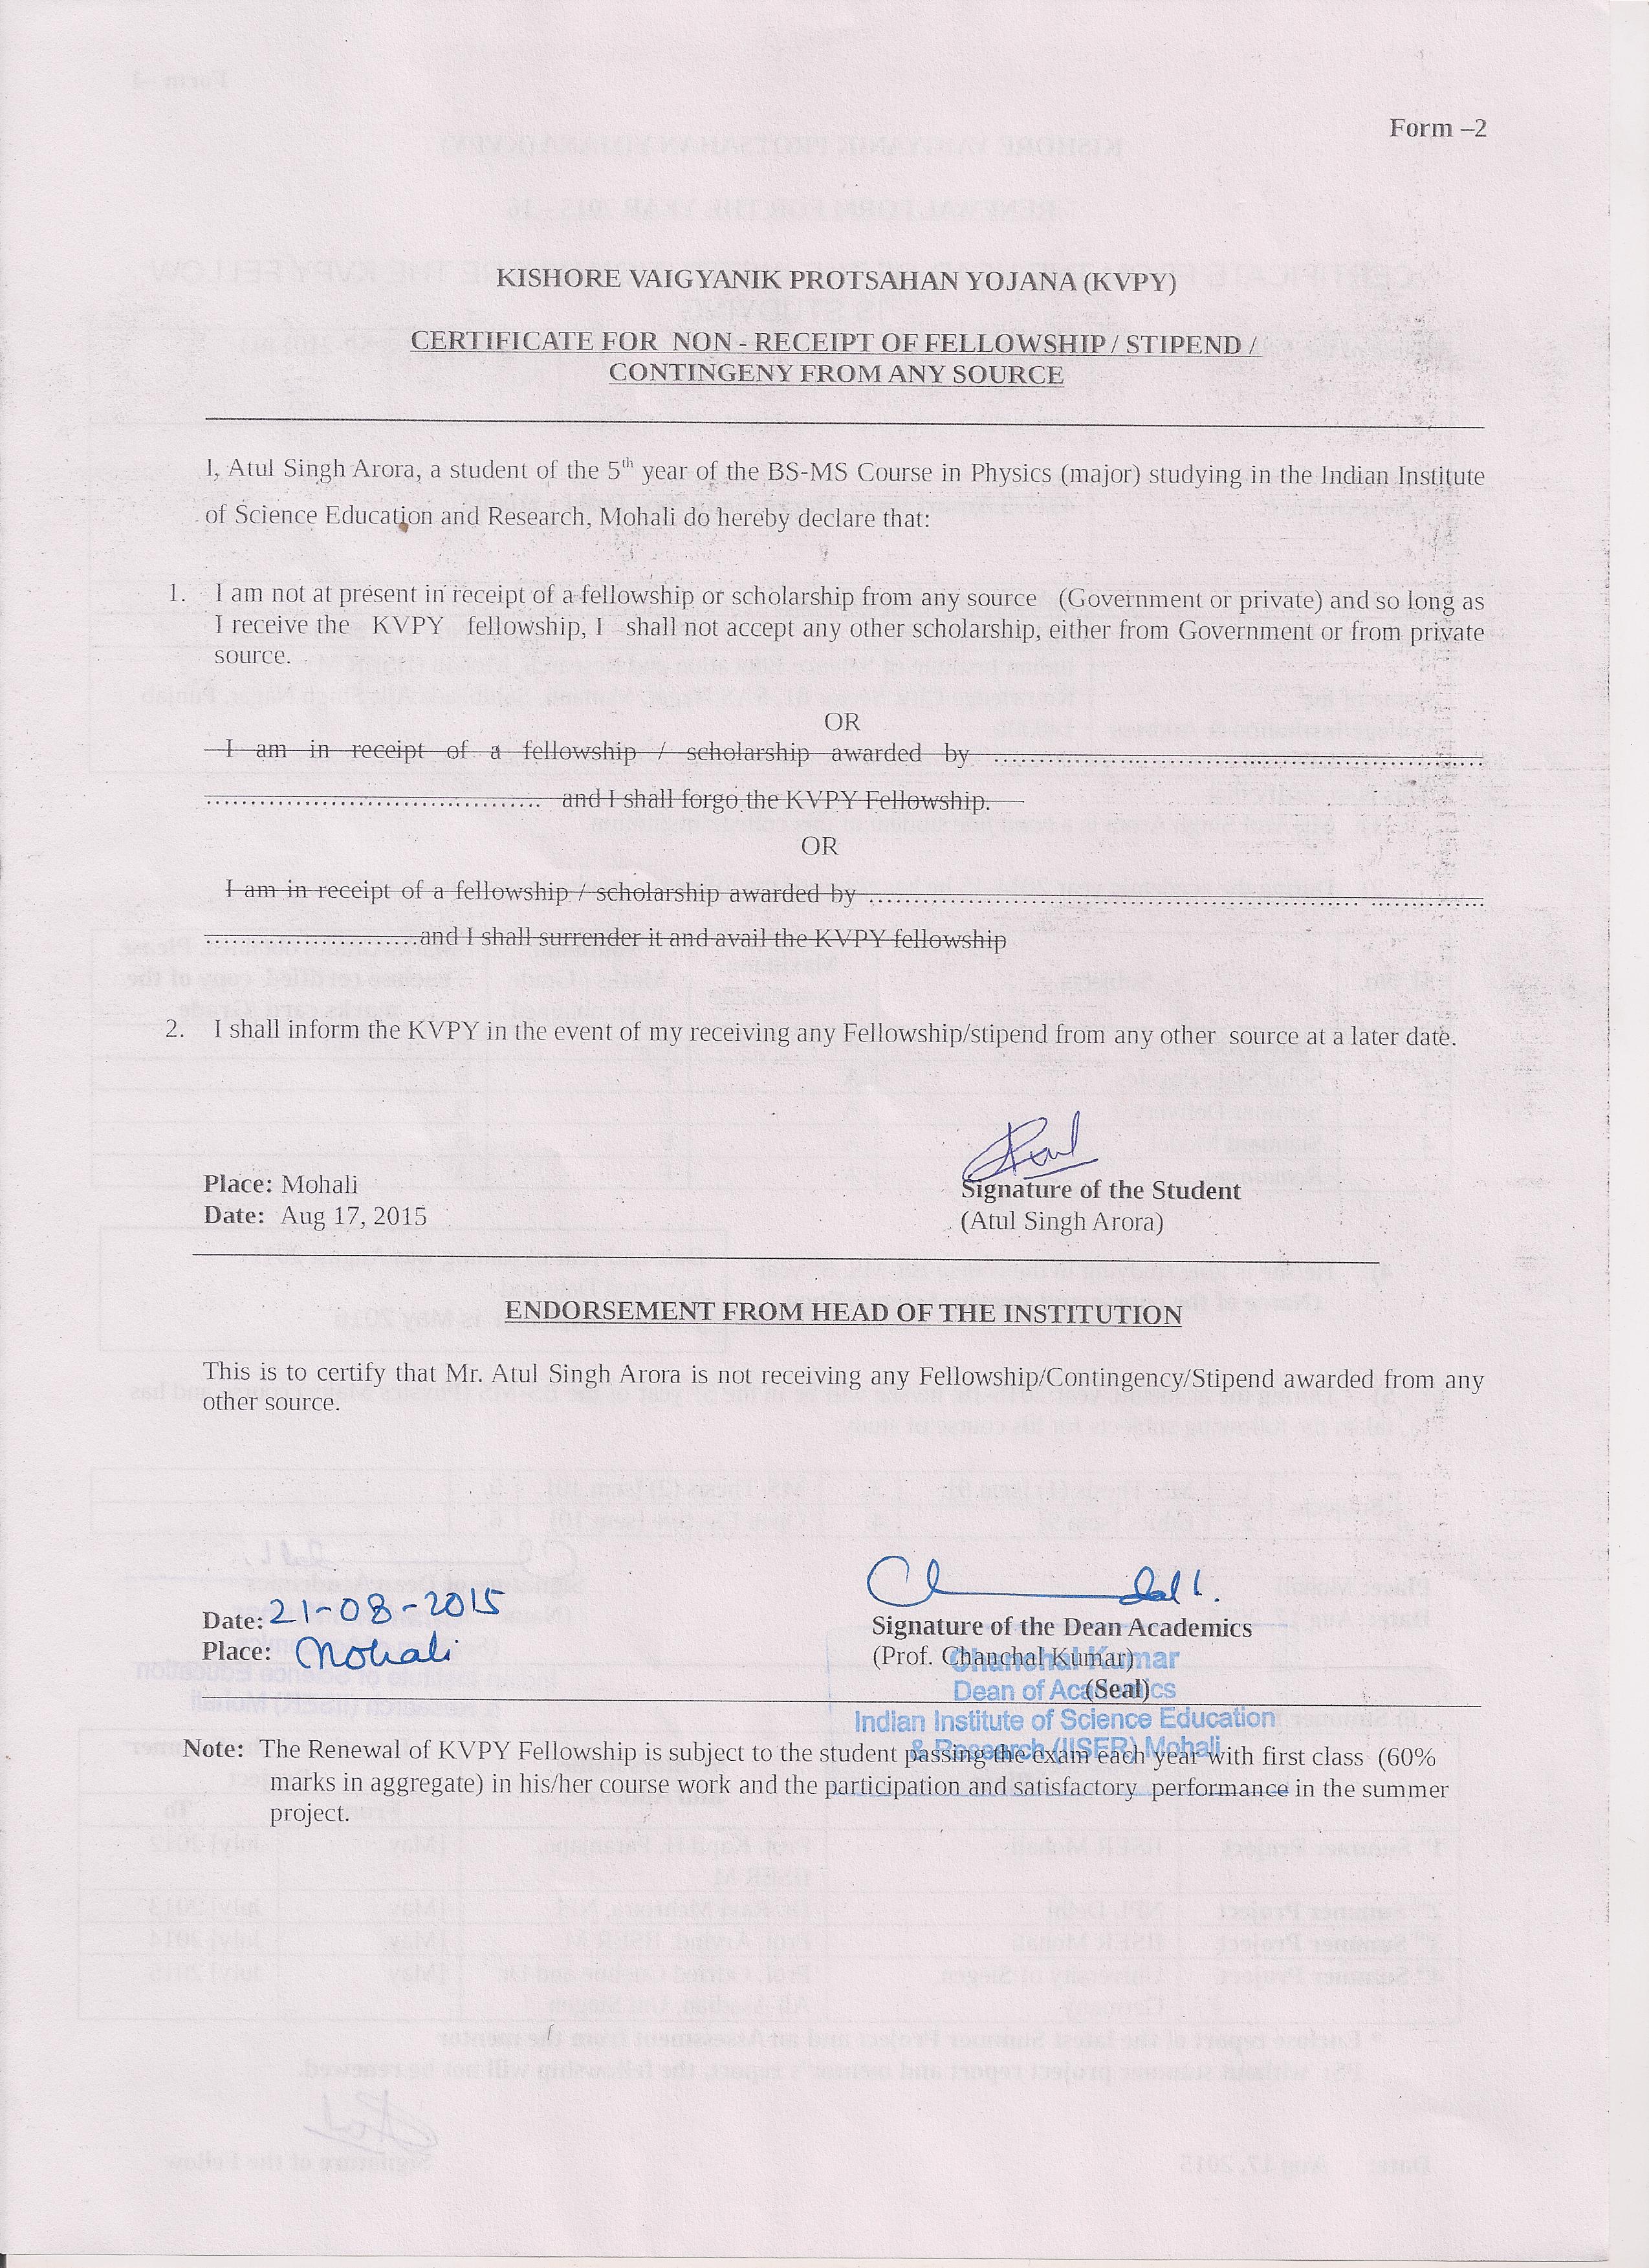 Form –2
KISHORE VAIGYANIK PROTSAHAN YOJANA (KVPY)
CERTIFICATE FOR NON - RECEIPT OF FELLOWSHIP / STIPEND /
CONTINGENY FROM ANY SOURCE
I, Atul Singh Arora, a student of the 5th year of the BS-MS Course in Physics (major) studying in the Indian Institute
of Science Education and Research, Mohali do hereby declare that:
1. I am not at present in receipt of a fellowship or scholarship from any source (Government or private) and so long as
I receive the KVPY fellowship, I shall not accept any other scholarship, either from Government or from private
source.
OR
I am in receipt of a fellowship / scholarship awarded by ……………………………………………………
………………………………. and I shall forgo the KVPY Fellowship.
OR
I am in receipt of a fellowship / scholarship awarded by ……………………………………………… …………
…………………….and I shall surrender it and avail the KVPY fellowship
2. I shall inform the KVPY in the event of my receiving any Fellowship/stipend from any other source at a later date.
Place: Mohali
Signature of the Student
Date: Aug 17, 2015
(Atul Singh Arora)
ENDORSEMENT FROM HEAD OF THE INSTITUTION
This is to certify that Mr. Atul Singh Arora is not receiving any Fellowship/Contingency/Stipend awarded from any
other source.
Date: 21-08-2015
Signature of the Dean Academics
Place: Mohali
(Prof. Chanchal Kumar)
(Seal)
Chanchal Kumar
Dean of Academics
Indian Institute of Science Education
& Research (IISER) Mohali
Note: The Renewal of KVPY Fellowship is subject to the student passing the exam each year with first class (60%
marks in aggregate) in his/her course work and the participation and satisfactory performance in the summer
project.